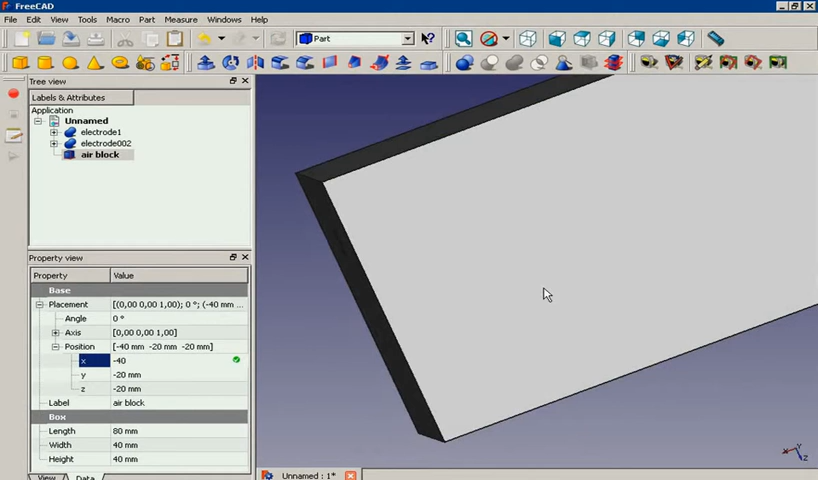 FreeCAD
File Edit View Tools Macro Part Measure Windows Help
Part
Tree view
Labels & Attributes
Application
Unnamed
electrode1
electrode002
air block
Property view
Property Value
Base
Placement [(0,00 0,00 1,00); 0 °; (-40 mm ...
Angle 0 °
Axis [0,00 0,00 1,00]
Position [-40 mm -20 mm -20 mm]
x -40
y -20 mm
z -20 mm
Label air block
Box
Length 80 mm
Width 40 mm
Height 40 mm
View Data
Unnamed : 1*
X Y Z